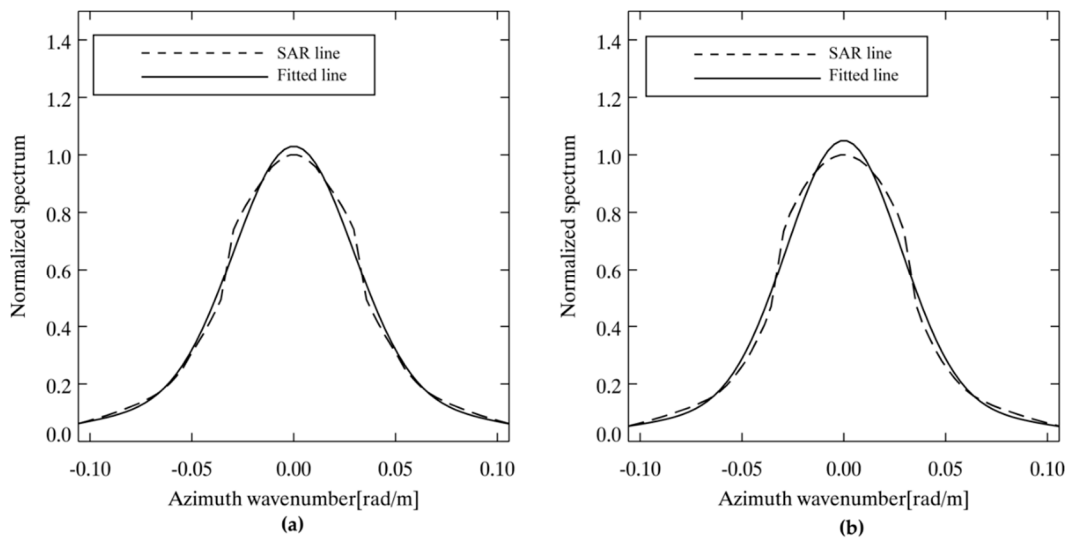 1.4
1.2
1.0
0.8
0.6
0.4
0.2
0.0
Normalized spectrum
SAR line
Fitted line
-0.10 -0.05 0.00 0.05 0.10
Azimuth wavenumber[rad/m]
(a)
1.4
1.2
1.0
0.8
0.6
0.4
0.2
0.0
Normalized spectrum
SAR line
Fitted line
-0.10 -0.05 0.00 0.05 0.10
Azimuth wavenumber[rad/m]
(b)